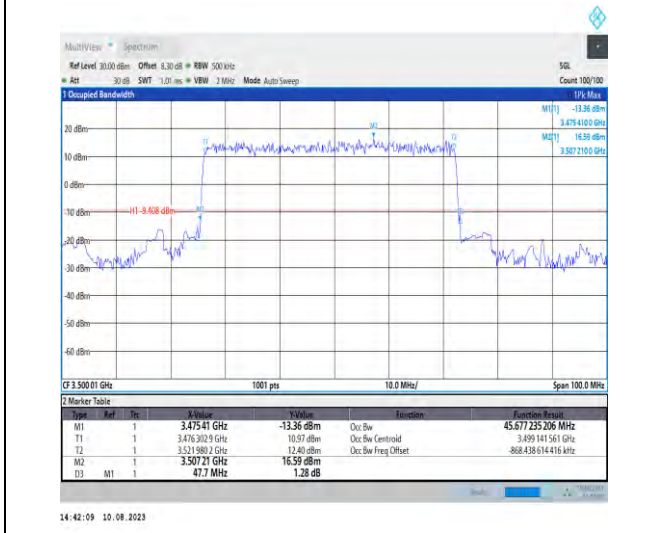 MultiView Spectrum
Ref Level 30.00 dBm Offset 8.30 dB RBW 500 kHz SGL
Att 30 dB SWT 1.01 ms VBW 2 MHz Mode Auto Sweep Count 100/100
1 Occupied Bandwidth 1Pk Max
M1[1] -13.36 dBm
3.475 4100 GHz
M2[1] 16.59 dBm
3.507 2100 GHz
M2
T1
T2
20 dBm
10 dBm
0 dBm
-10 dBm
H1 -9.408 dBm
M1
-20 dBm
-30 dBm
-40 dBm
-50 dBm
-60 dBm
CF 3.500 01 GHz 1001 pts 10.0 MHz/ Span 100.0 MHz
2 Marker Table
Type Ref Trc X-Value Y-Value Function Function Result
M1 1 3.475 41 GHz -13.36 dBm Occ Bw 45.677 235 206 MHz
T1 1 3.476 302 9 GHz 10.97 dBm Occ Bw Centroid 3.499 141 561 GHz
T2 1 3.521 980 2 GHz 12.40 dBm Occ Bw Freq Offset -868.438 614 416 kHz
M2 1 3.507 21 GHz 16.59 dBm
D3 M1 1 47.7 MHz 1.28 dB
14:42:09 10.08.2023